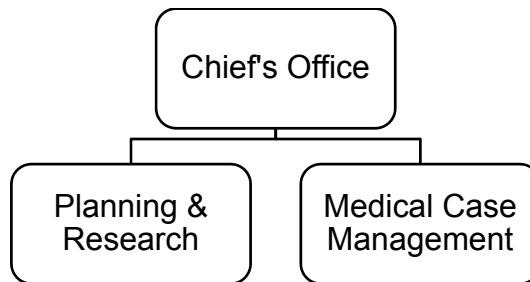 Chief's Office
Planning &
Research
Medical Case
Management